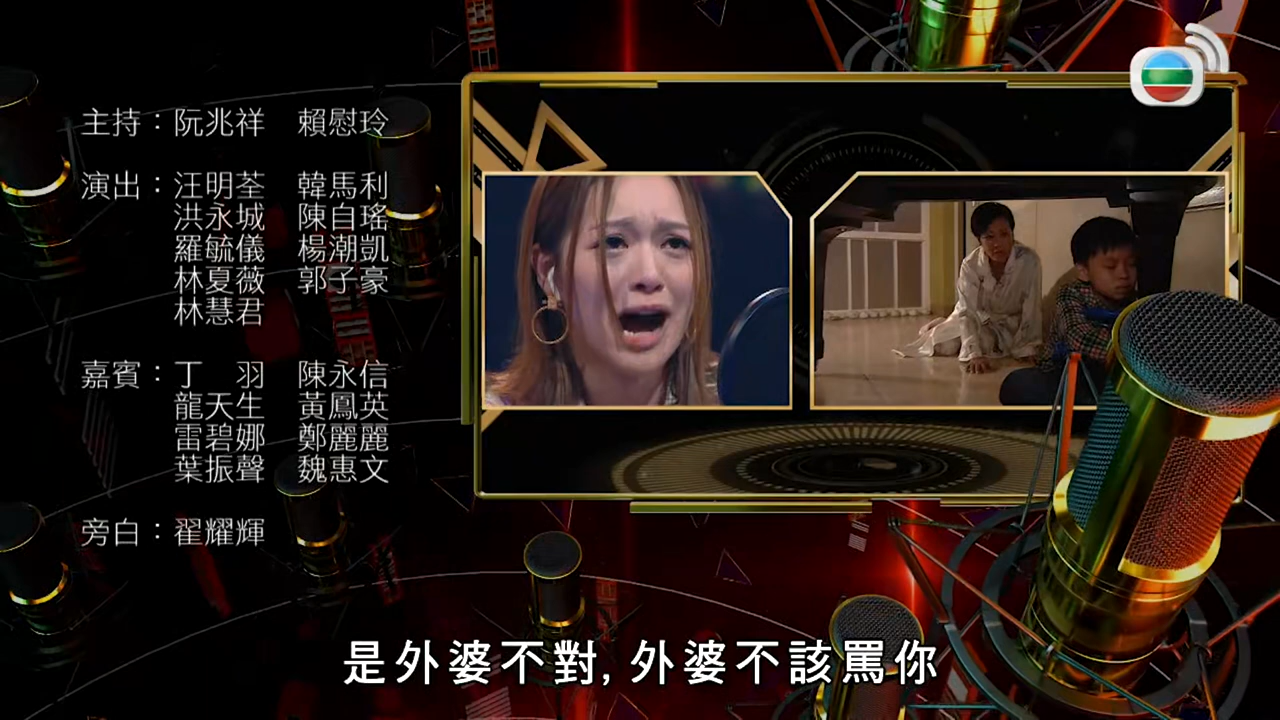 主持：阮兆祥　賴慰玲
演出：汪明荃　韓馬利
洪永城　陳自瑤
羅毓儀　楊潮凱
林夏薇　郭子豪
林慧君
嘉賓：丁　羽　陳永信
龍天生　黃鳳英
雷碧娜　鄭麗麗
葉振聲　魏惠文
旁白：翟耀輝
是外婆不對, 外婆不該罵你